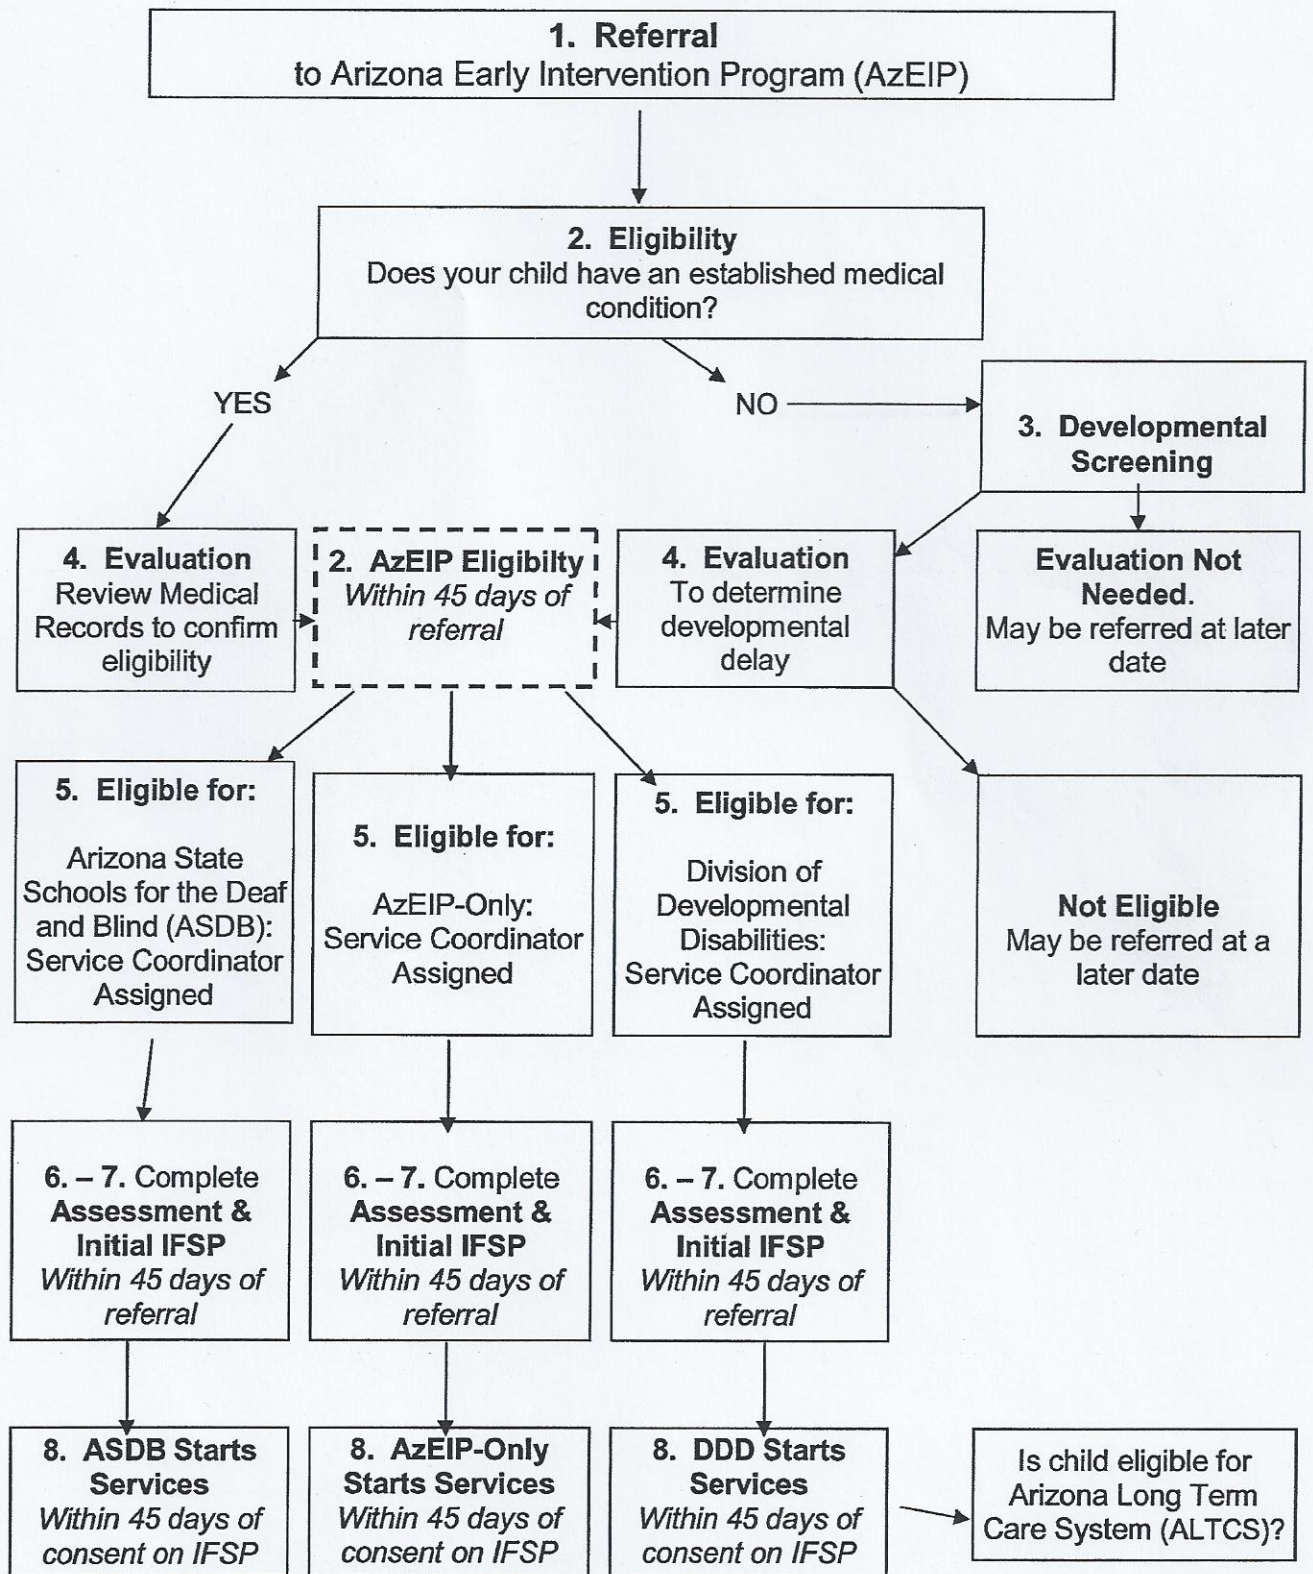 1. Referral
to Arizona Early Intervention Program (AzEIP)
2. Eligibility
Does your child have an established medical
condition?
YES
NO
3. Developmental
Screening
4. Evaluation
Review Medical
Records to confirm
eligibility
2. AzEIP Eligibilty
Within 45 days of
referral
4. Evaluation
To determine
developmental
delay
Evaluation Not
Needed.
May be referred at later
date
5. Eligible for:
Arizona State
Schools for the Deaf
and Blind (ASDB):
Service Coordinator
Assigned
5. Eligible for:
AzEIP-Only:
Service Coordinator
Assigned
5. Eligible for:
Division of
Developmental
Disabilities:
Service Coordinator
Assigned
Not Eligible
May be referred at a
later date
6. – 7. Complete
Assessment &
Initial IFSP
Within 45 days of
referral
6. – 7. Complete
Assessment &
Initial IFSP
Within 45 days of
referral
6. – 7. Complete
Assessment &
Initial IFSP
Within 45 days of
referral
8. ASDB Starts
Services
Within 45 days of
consent on IFSP
8. AzEIP-Only
Starts Services
Within 45 days of
consent on IFSP
8. DDD Starts
Services
Within 45 days of
consent on IFSP
Is child eligible for
Arizona Long Term
Care System (ALTCS)?